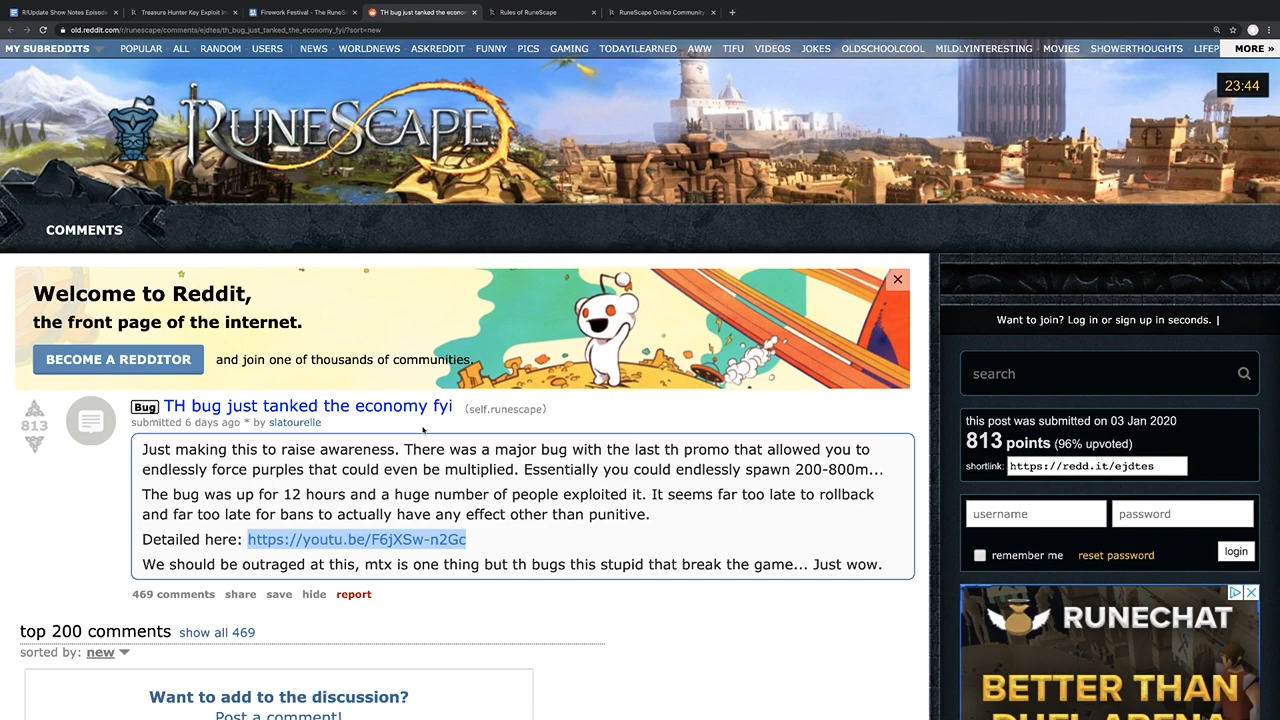 R!Update Show Notes Episode
Treasure Hunter Key Exploit In
Firework Festival - The RuneSc
TH bug just tanked the econor
Rules of RuneScape
RuneScape Online Community
old.reddit.com/r/runescape/comments/ejdtes/th_bug_just_tanked_the_economy_fyi/?sort=new
MY SUBREDDITS POPULAR ALL RANDOM USERS NEWS WORLDNEWS ASKREDDIT FUNNY PICS GAMING TODAYILEARNED AWW TIFU VIDEOS JOKES OLDSCHOOLCOOL MILDLYINTERESTING MOVIES SHOWERTHOUGHTS LIFEP MORE »
23:44
RUNESCAPE
COMMENTS
Welcome to Reddit,
the front page of the internet.
BECOME A REDDITOR and join one of thousands of communities.
Bug TH bug just tanked the economy fyi (self.runescape)
813
submitted 6 days ago * by slatourelle
Just making this to raise awareness. There was a major bug with the last th promo that allowed you to
endlessly force purples that could even be multiplied. Essentially you could endlessly spawn 200-800m...
The bug was up for 12 hours and a huge number of people exploited it. It seems far too late to rollback
and far too late for bans to actually have any effect other than punitive.
Detailed here: https://youtu.be/F6jXSw-n2Gc
We should be outraged at this, mtx is one thing but th bugs this stupid that break the game... Just wow.
469 comments share save hide report
top 200 comments show all 469
sorted by: new
Want to add to the discussion?
Post a comment!
Want to join? Log in or sign up in seconds. |
search
this post was submitted on 03 Jan 2020
813 points (96% upvoted)
shortlink: https://redd.it/ejdtes
username password
remember me reset password login
RUNECHAT
BETTER THAN
DUEL ARENA